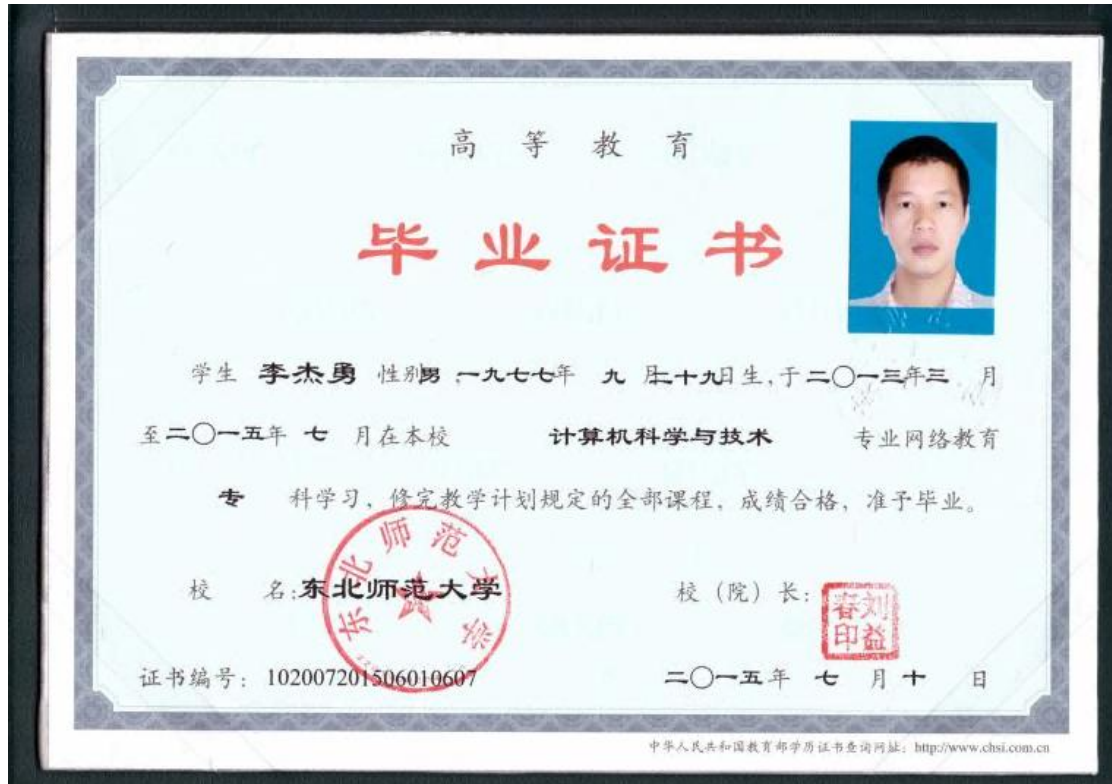 高等教育
毕业证书
学生 李杰勇 性别男,一九七七年 九 月二十九日生,于二〇一三年三 月
至二〇一五年 七 月在本校 计算机科学与技术 专业网络教育
专 科学习,修完教学计划规定的全部课程,成绩合格,准予毕业。
校 名:东北师范大学 校(院)长:
东北师范大学
刘益春印
证书编号:102007201506010607 二〇一五年 七 月十 日
中华人民共和国教育部学历证书查询网址:http://www.chsi.com.cn